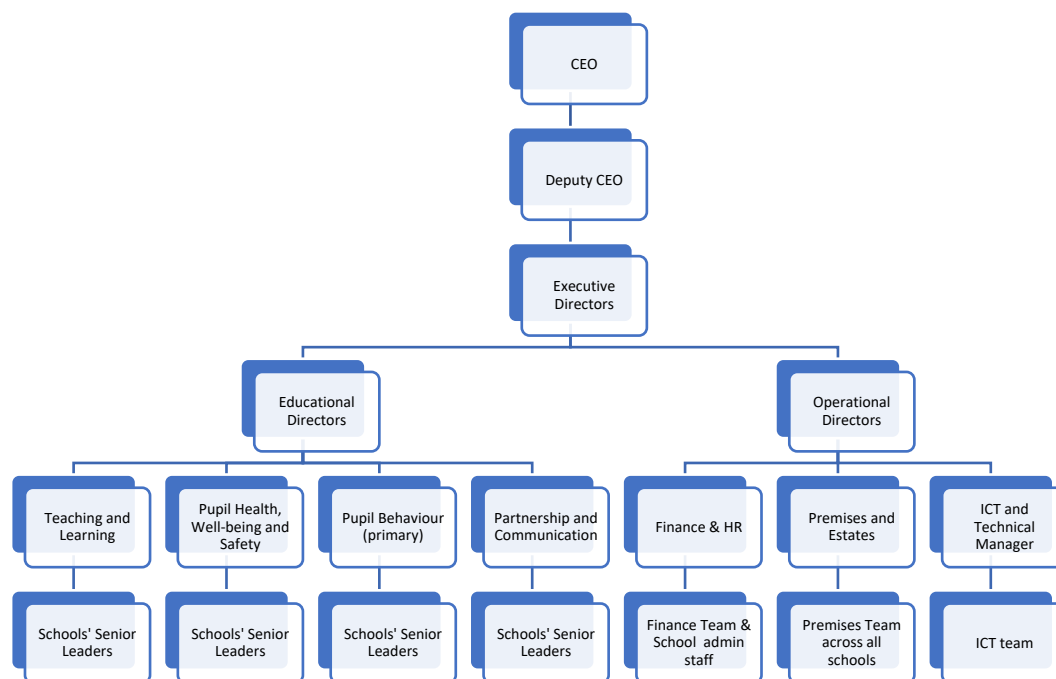 CEO
Deputy CEO
Executive
Directors
Educational
Directors
Operational
Directors
Teaching and
Learning
Pupil Health,
Well-being and
Safety
Pupil Behaviour
(primary)
Partnership and
Communication
Finance & HR
Premises and
Estates
ICT and
Technical
Manager
Schools' Senior
Leaders
Schools' Senior
Leaders
Schools' Senior
Leaders
Schools' Senior
Leaders
Finance Team &
School admin
staff
Premises Team
across all
schools
ICT team